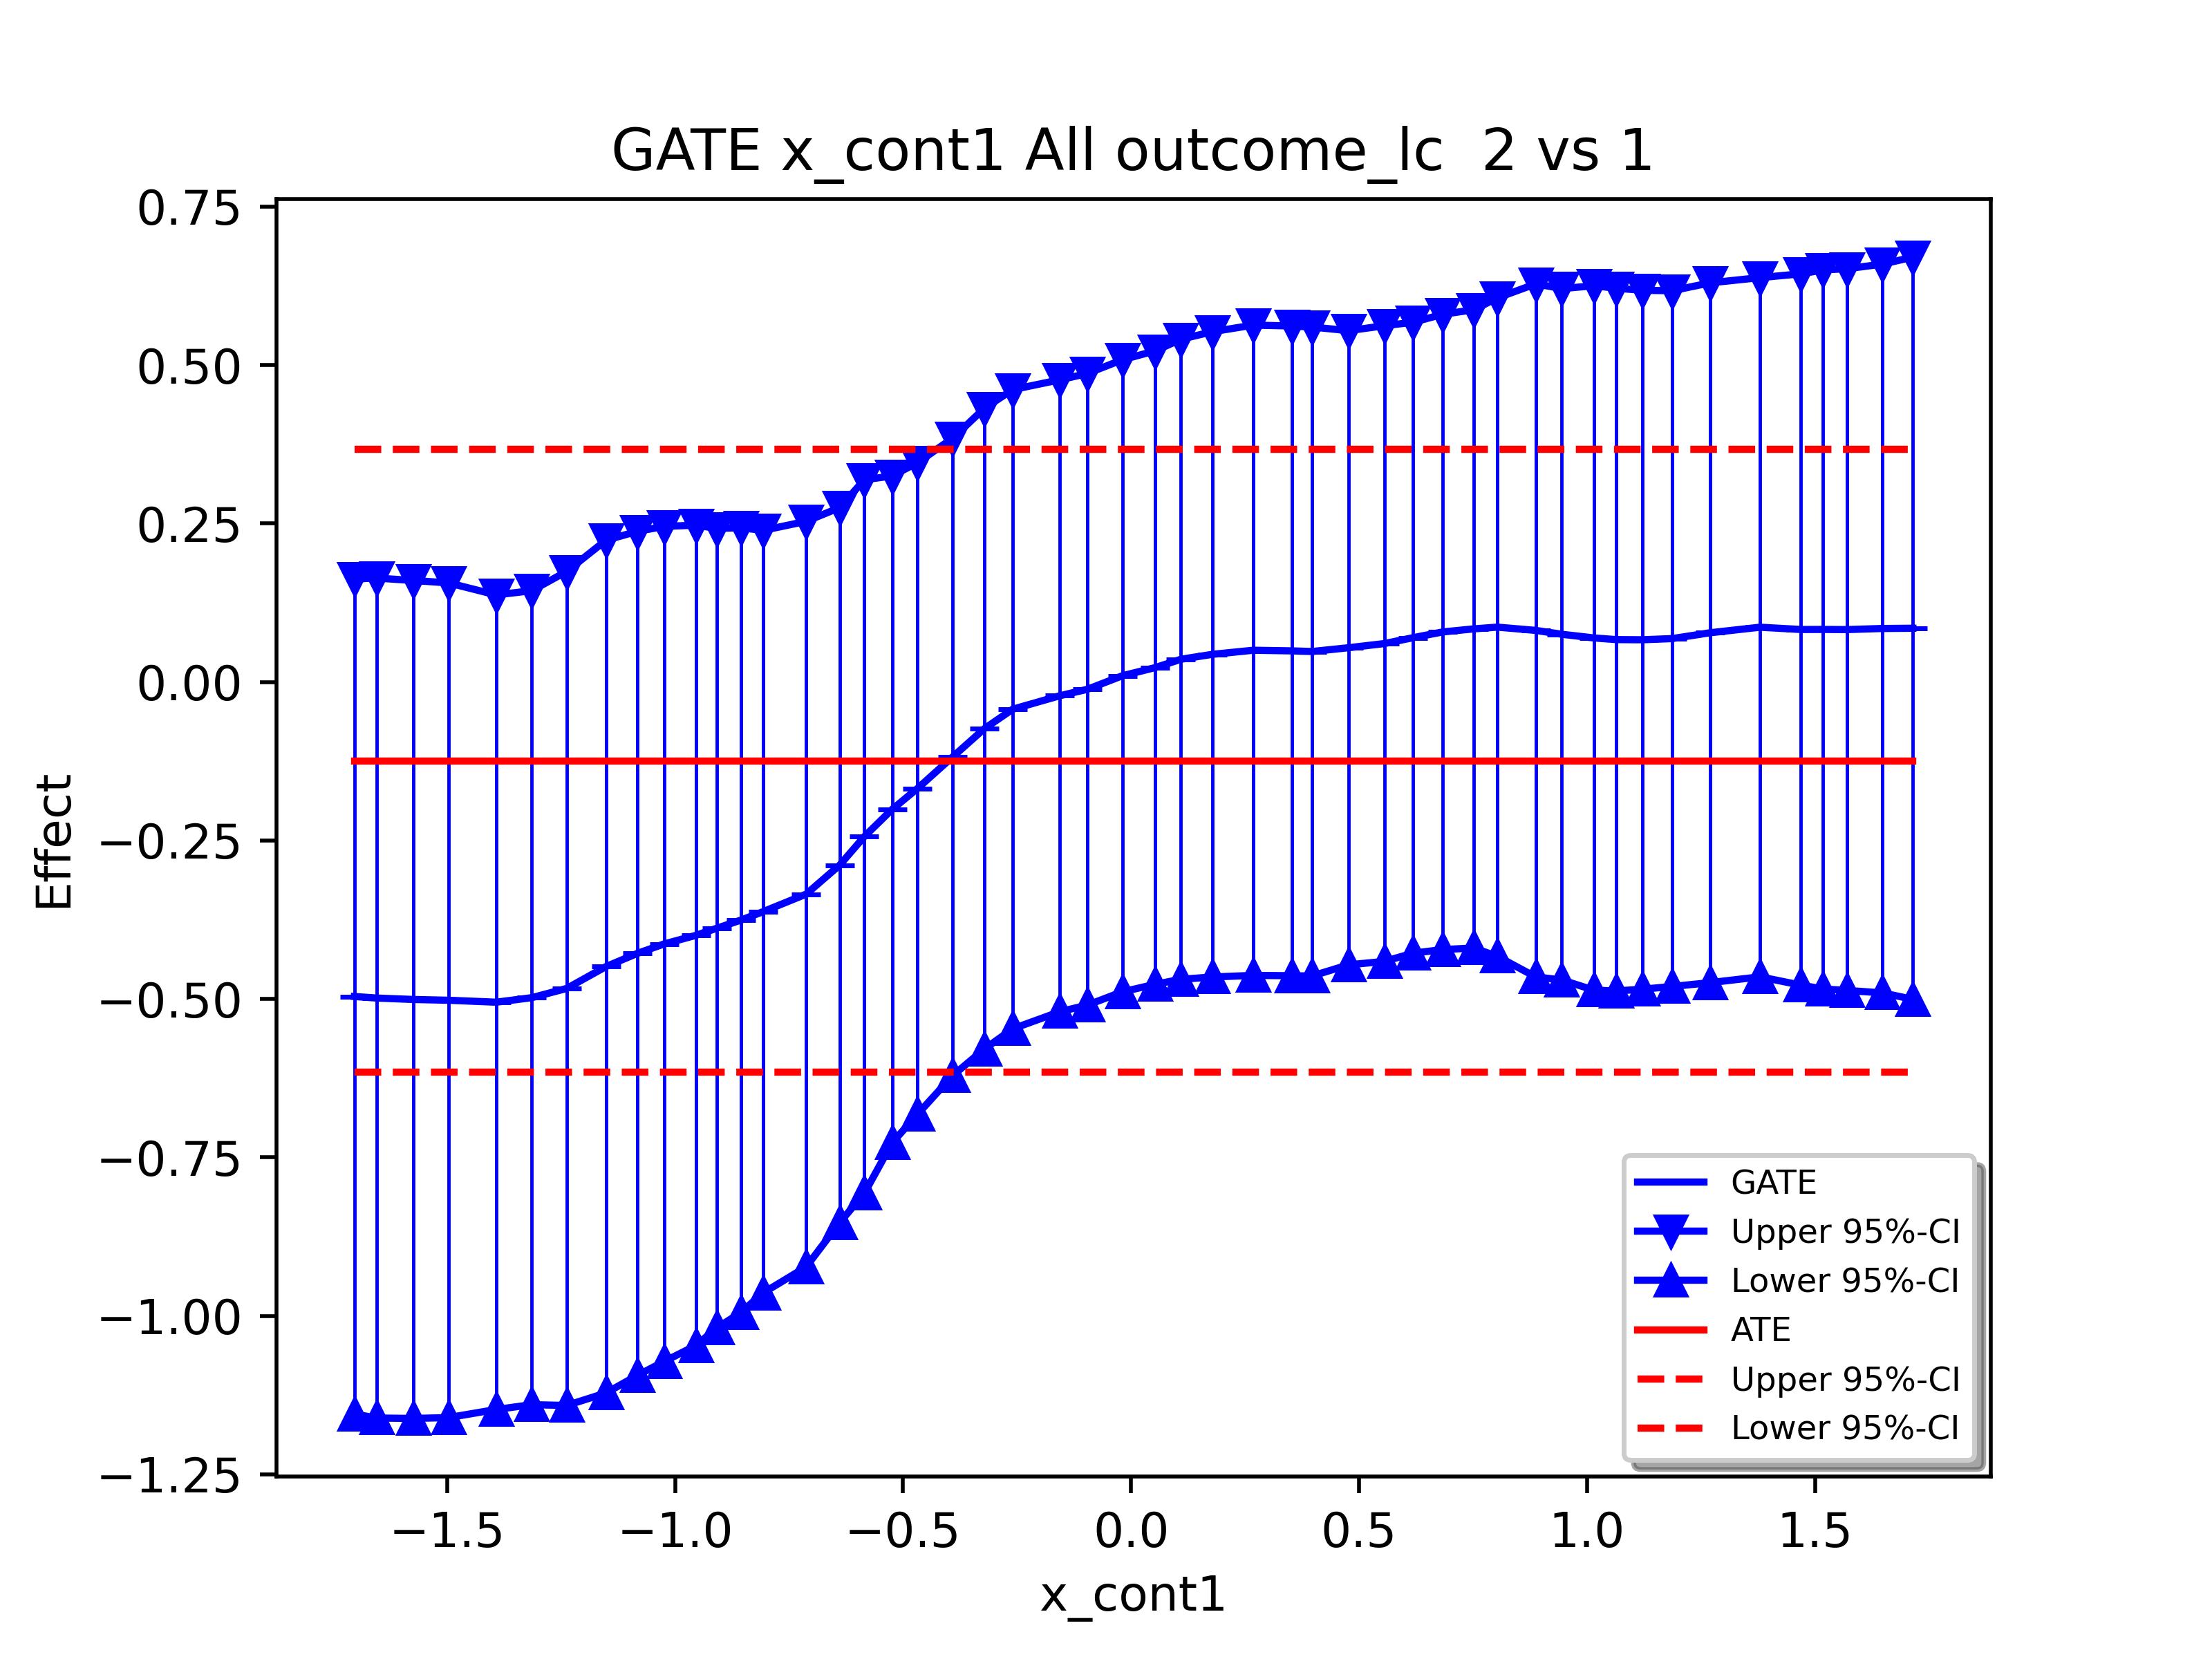 GATE x_cont1 All outcome_lc  2 vs 1
0.75
0.50
0.25
0.00
−0.25
−0.50
−0.75
−1.00
−1.25
Effect
−1.5
−1.0
−0.5
0.0
0.5
1.0
1.5
x_cont1
GATE
Upper 95%-CI
Lower 95%-CI
ATE
Upper 95%-CI
Lower 95%-CI